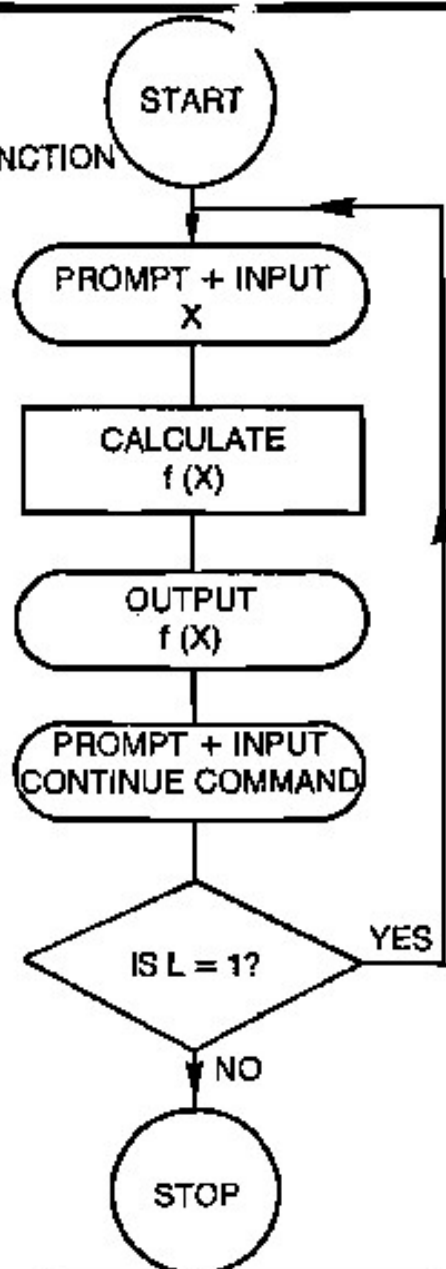 START
NCTION
PROMPT + INPUT
X
CALCULATE
f (X)
OUTPUT
f (X)
PROMPT + INPUT
CONTINUE COMMAND
IS L = 1?
YES
NO
STOP